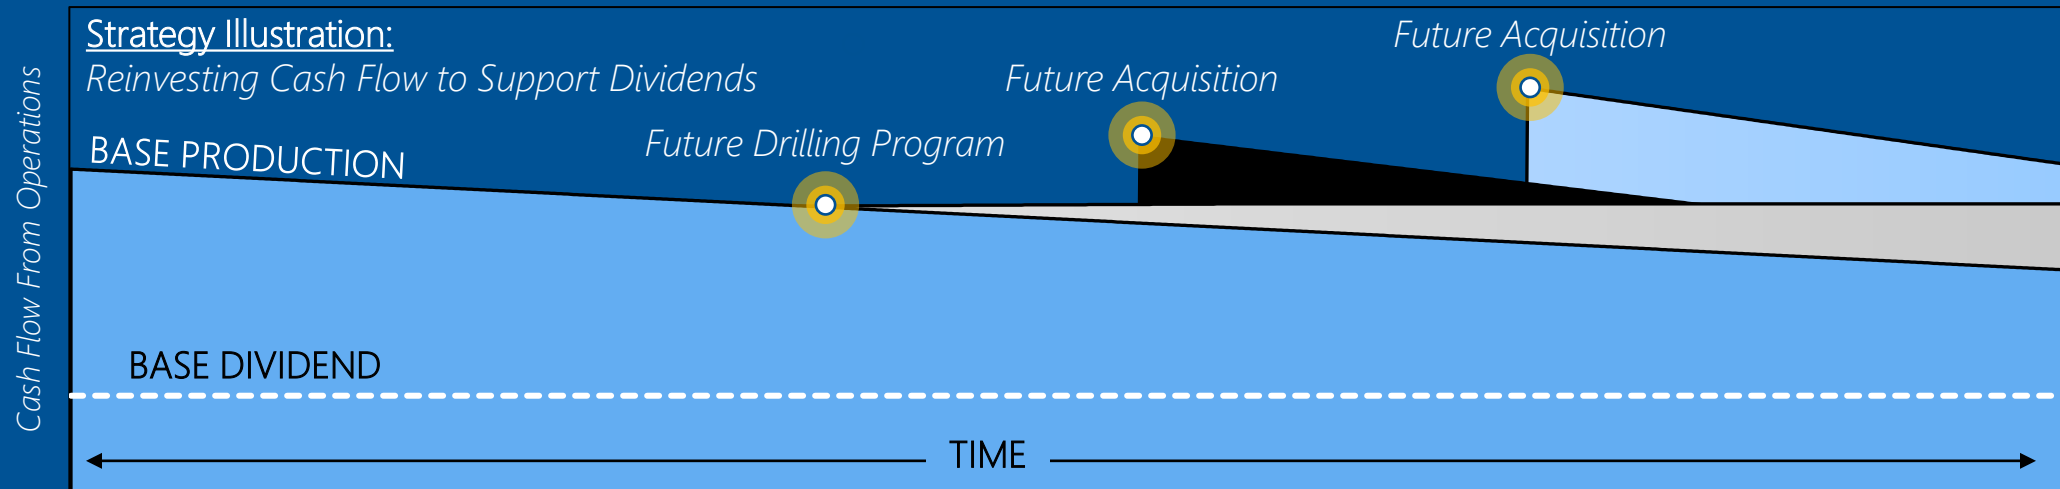 Strategy Illustration:
Reinvesting Cash Flow to Support Dividends
Future Acquisition
Future Acquisition
Future Drilling Program
BASE PRODUCTION
Cash Flow From Operations
BASE DIVIDEND
TIME